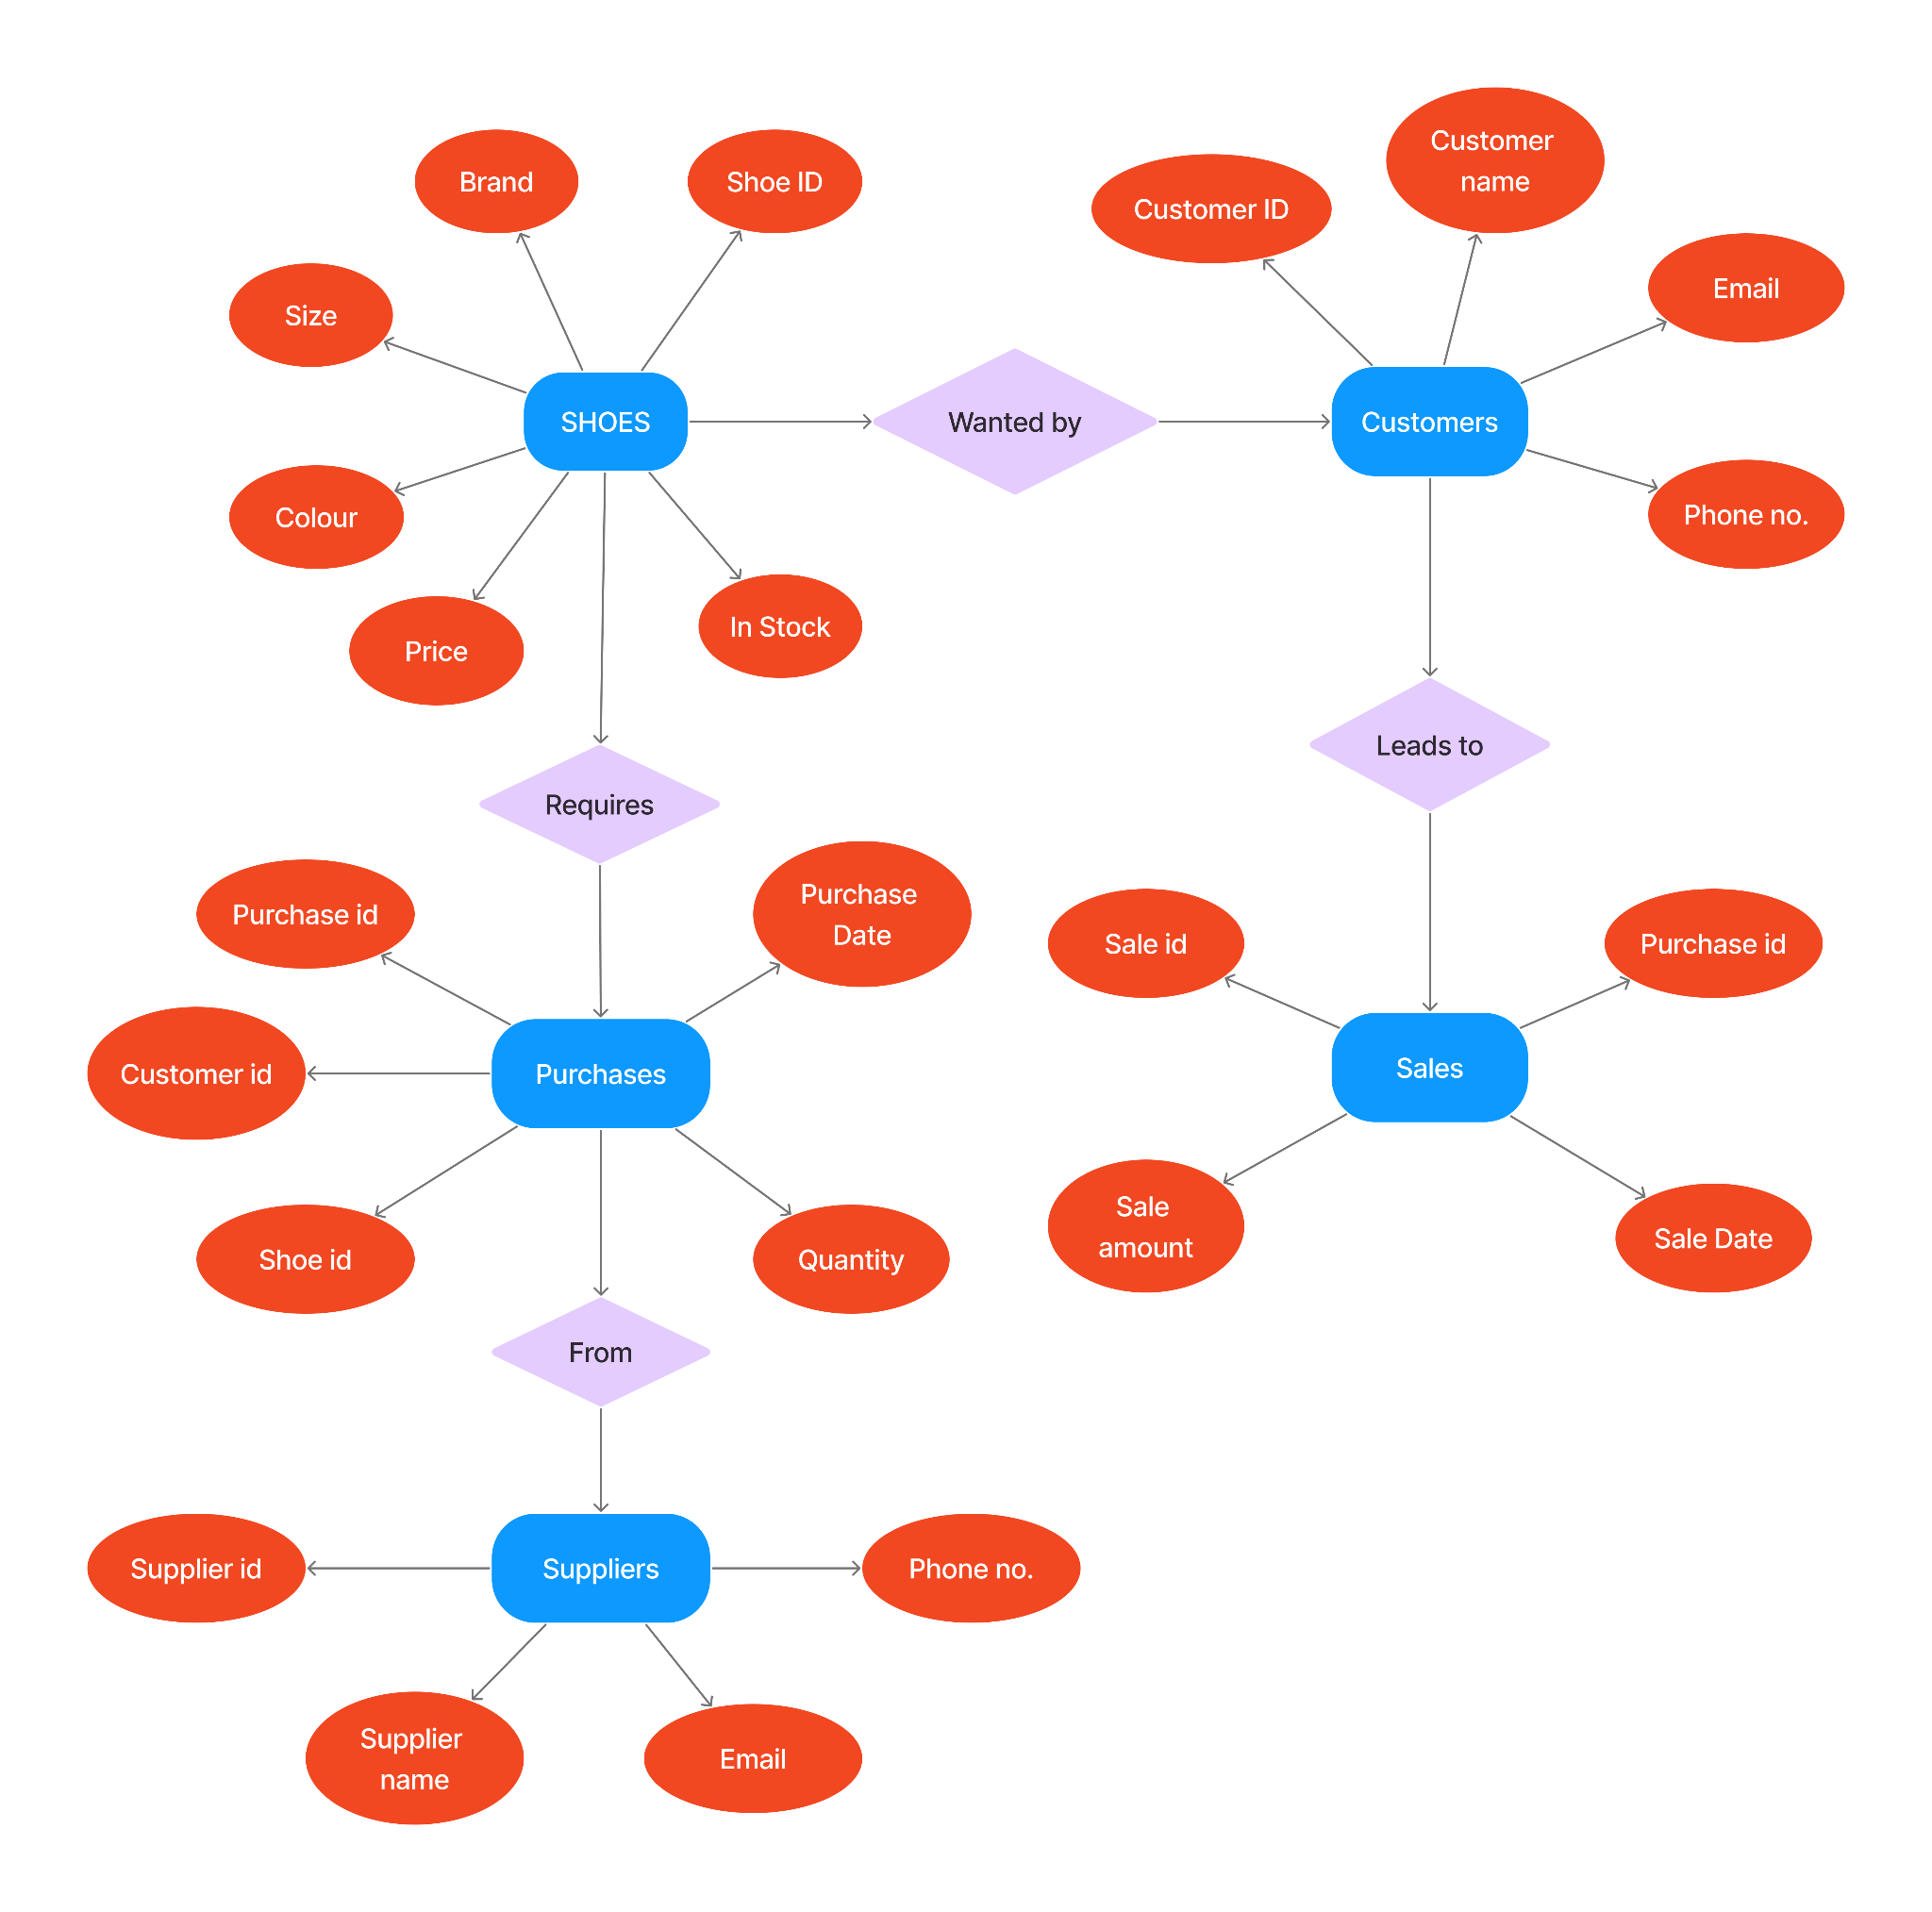 Brand
Shoe ID
Size
SHOES
Colour
Price
In Stock
Wanted by
Customer ID
Customer
name
Email
Customers
Phone no.
Leads to
Requires
Purchase id
Purchase
Date
Customer id
Purchases
Shoe id
Quantity
Sale id
Purchase id
Sales
Sale
amount
Sale Date
From
Supplier id
Suppliers
Phone no.
Supplier
name
Email